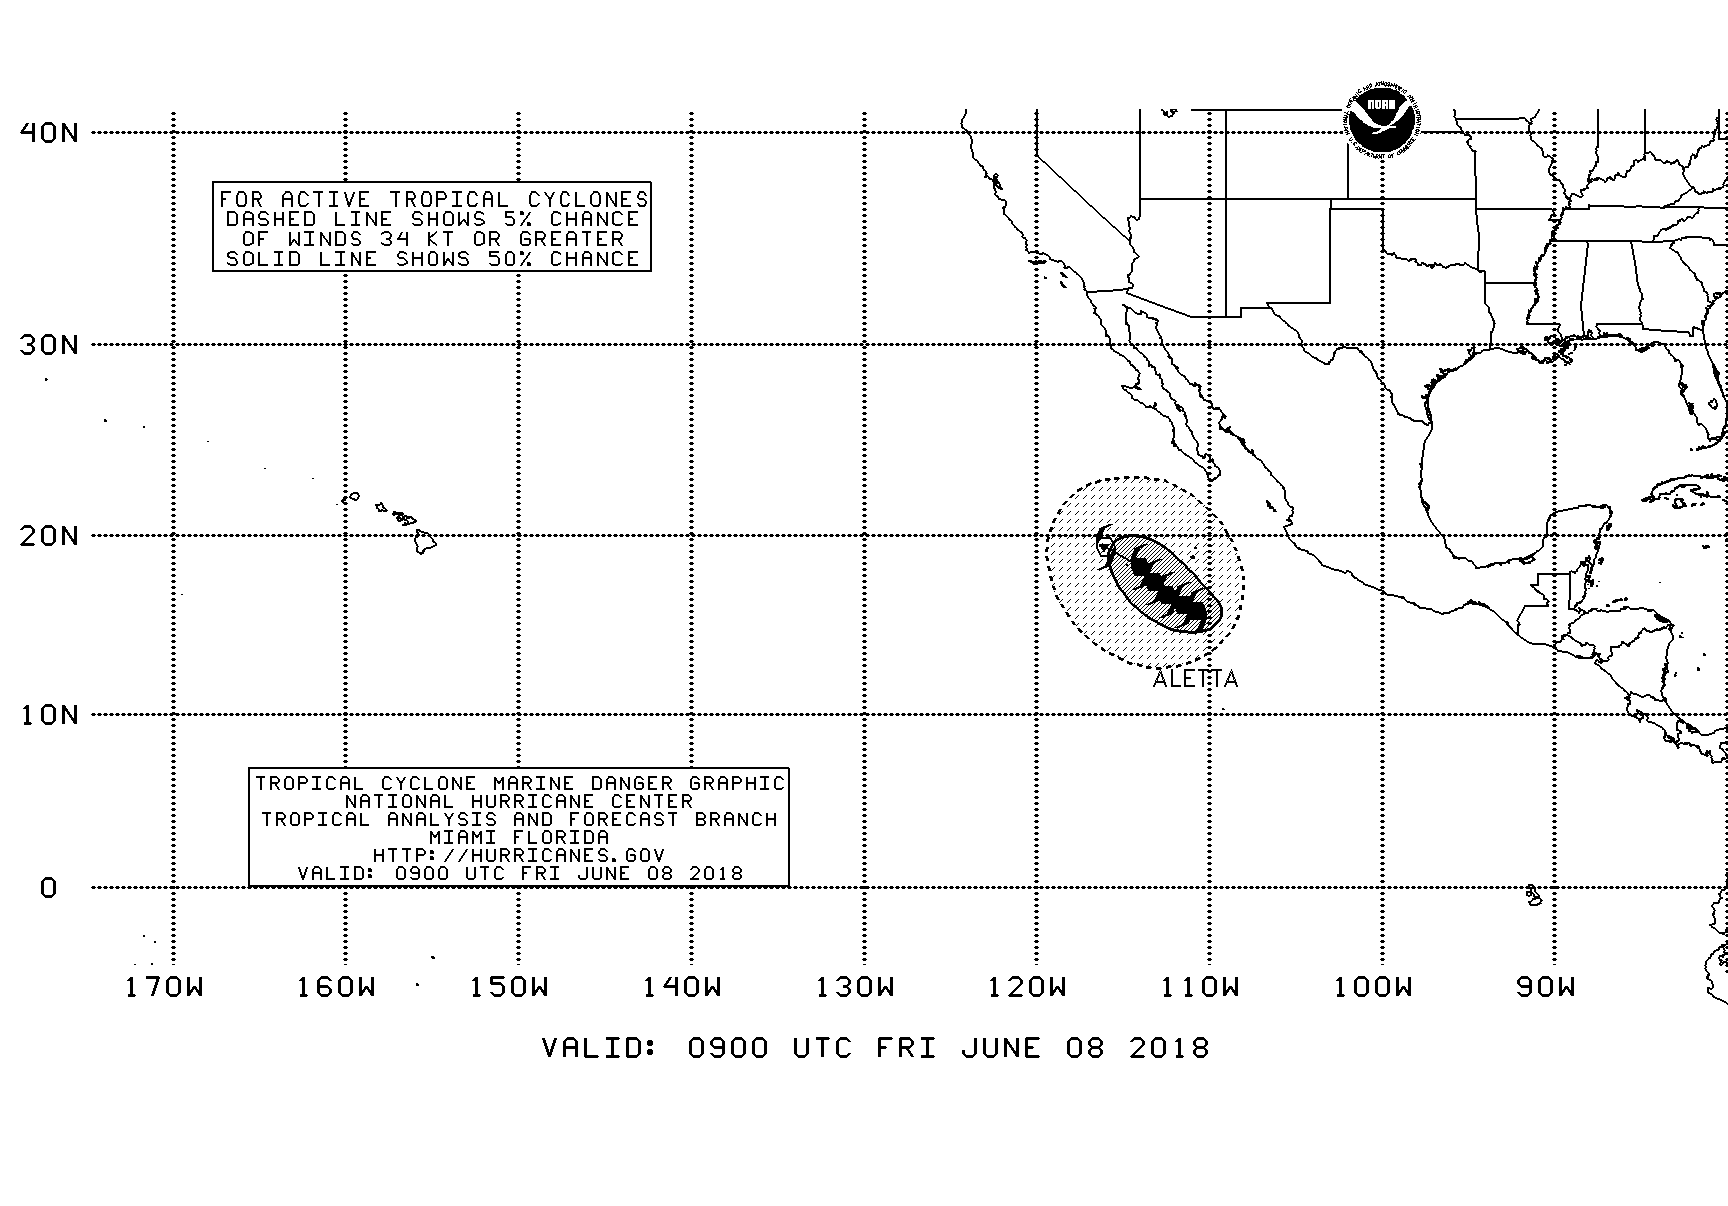 NOAA
40N
FOR ACTIVE TROPICAL CYCLONES
DASHED LINE SHOWS 5% CHANCE
OF WINDS 34 KT OR GREATER
SOLID LINE SHOWS 50% CHANCE
30N
20N
ALETTA
10N
TROPICAL CYCLONE MARINE DANGER GRAPHIC
NATIONAL HURRICANE CENTER
TROPICAL ANALYSIS AND FORECAST BRANCH
MIAMI FLORIDA
HTTP://HURRICANES.GOV
VALID: 0900 UTC FRI JUNE 08 2018
0
170W 160W 150W 140W 130W 120W 110W 100W 90W
VALID: 0900 UTC FRI JUNE 08 2018